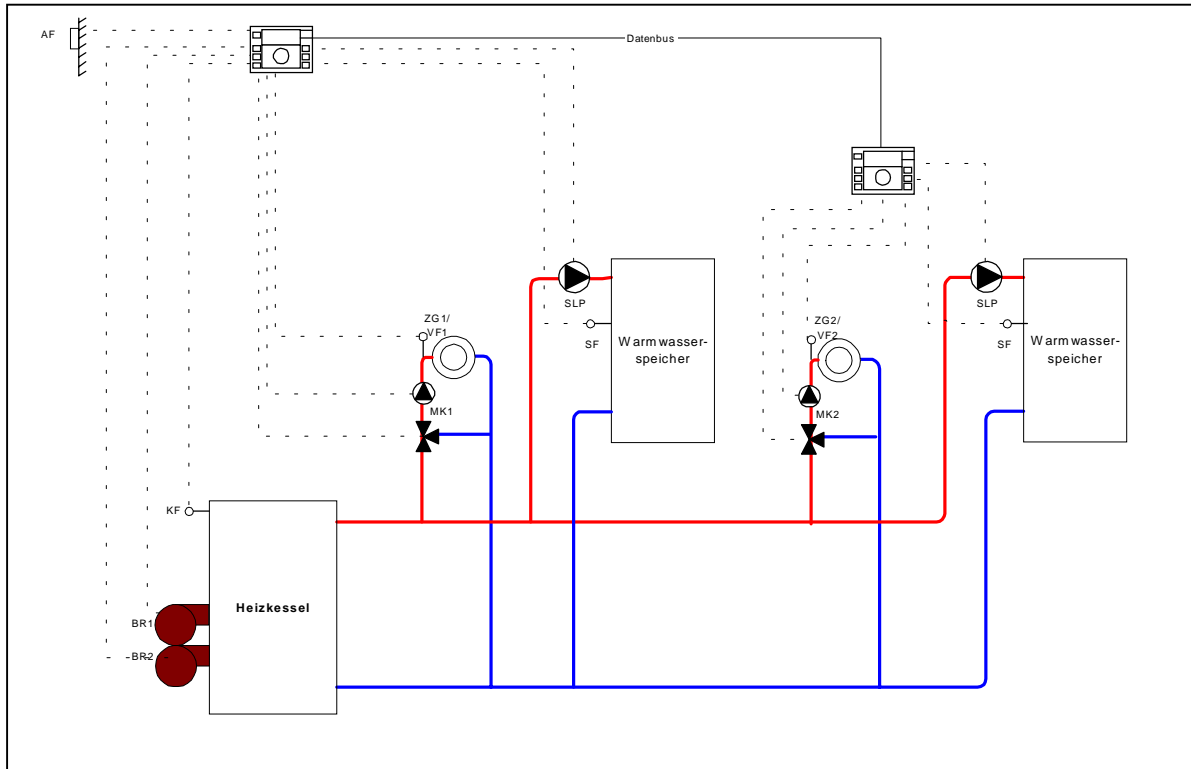 AF
Datenbus
SLP
SLP
ZG1/
VF1
SF
Warmwasser-
speicher
ZG2/
VF2
SF
Warmwasser-
speicher
MK1
MK2
KF
Heizkessel
BR1
BR2